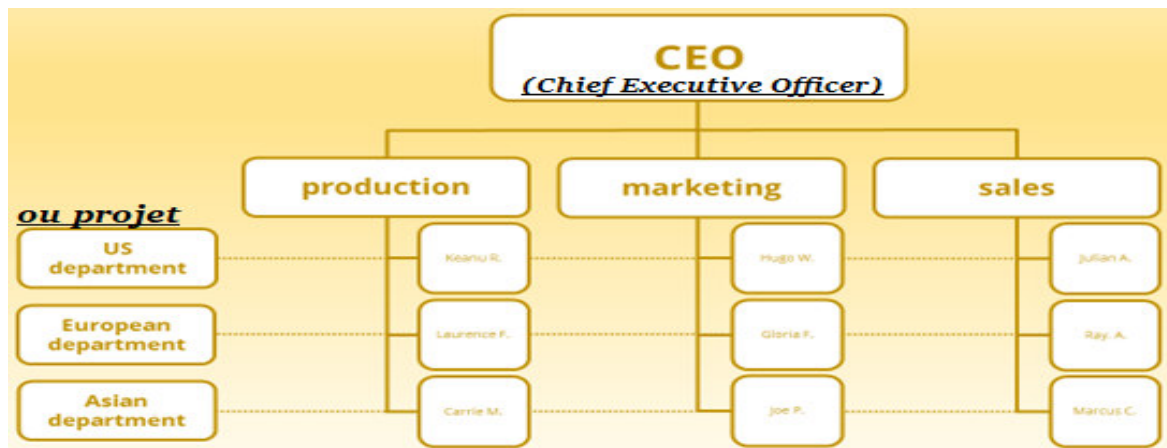 CEO
(Chief Executive Officer)
production
marketing
sales
ou projet
US
department
Keanu R.
Hugo W.
Julian A.
European
department
Laurence F.
Gloria F.
Ray. A.
Asian
department
Carrie M.
Joe P.
Marcus C.